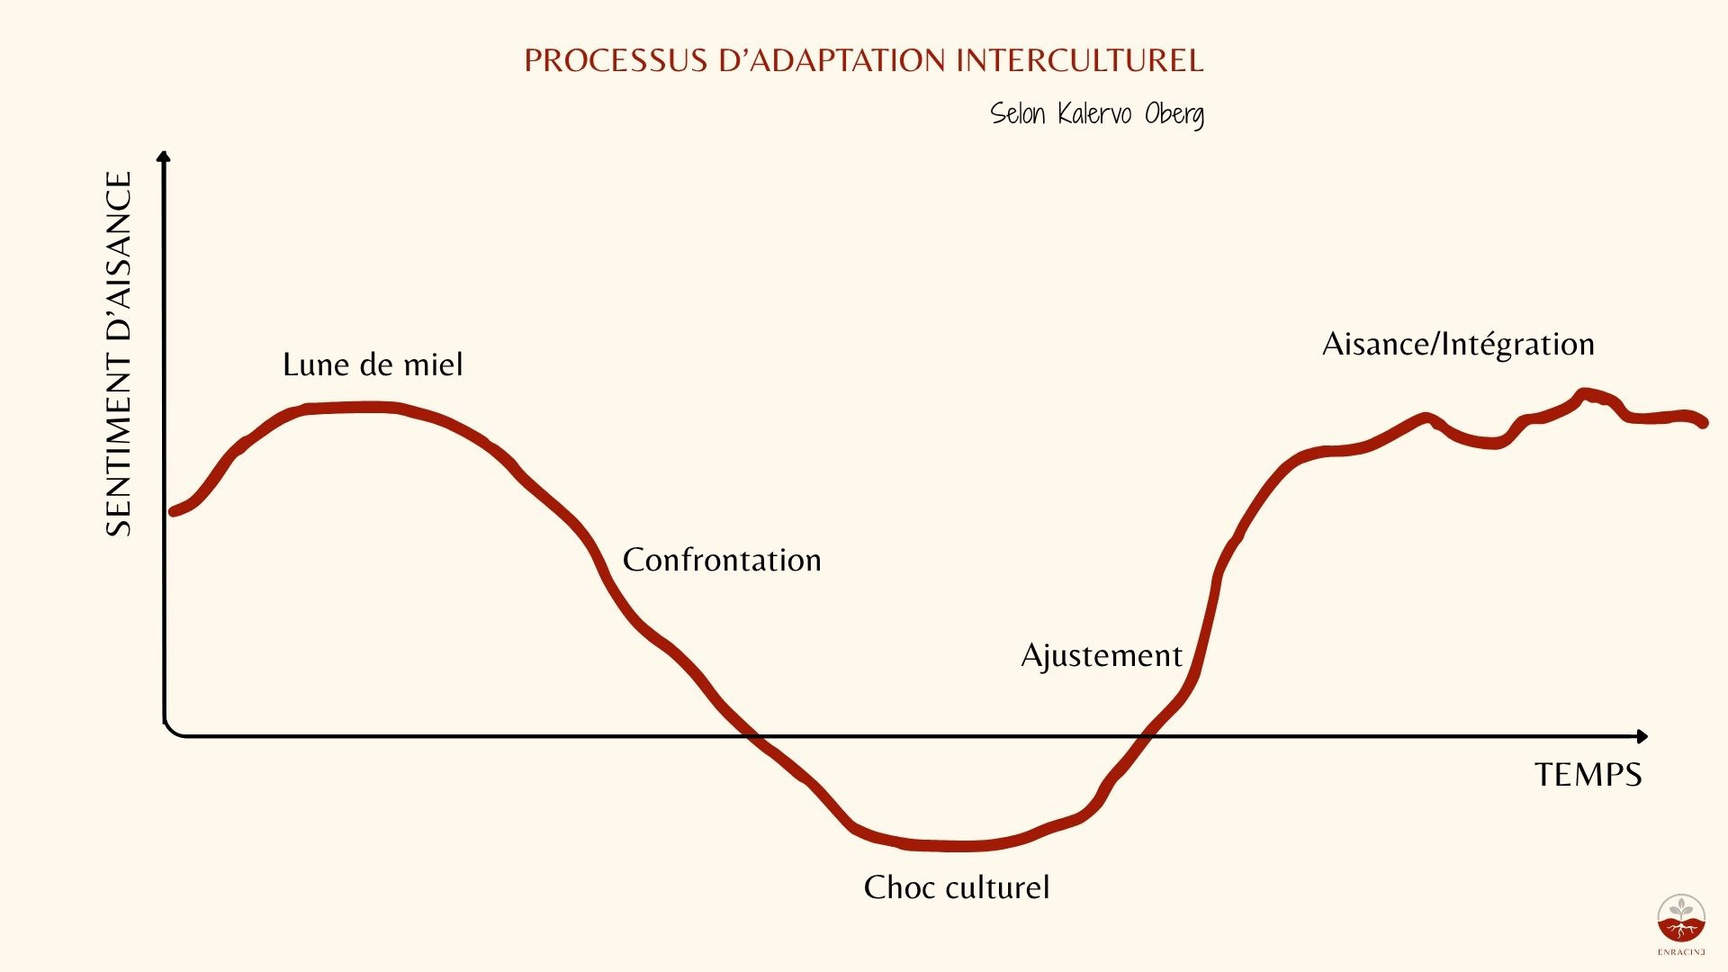 PROCESSUS D’ADAPTATION INTERCULTUREL
Selon Kalervo Oberg
SENTIMENT D’AISANCE
Lune de miel
Aisance/Intégration
Confrontation
Ajustement
TEMPS
Choc culturel
ENRACINE